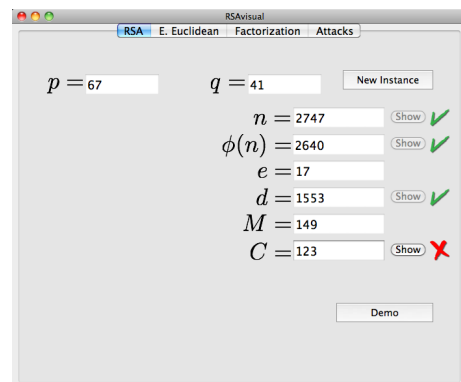 RSAvisual
RSA E. Euclidean Factorization Attacks
p = 67 q = 41 New Instance
n = 2747 Show
ϕ(n) = 2640 Show
e = 17
d = 1553 Show
M = 149
C = 123 Show
Demo